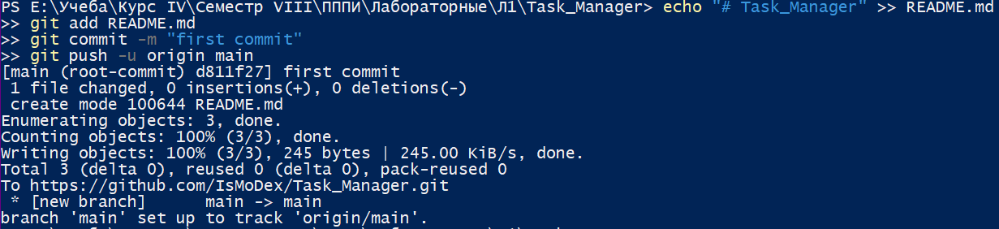 PS E:\Учеба\Курс IV\Семестр VIII\ПППИ\Лабораторные\Л1\Task_Manager> echo "# Task_Manager" >> README.md
>> git add README.md
>> git commit -m "first commit"
>> git push -u origin main
[main (root-commit) d811f27] first commit
 1 file changed, 0 insertions(+), 0 deletions(-)
 create mode 100644 README.md
Enumerating objects: 3, done.
Counting objects: 100% (3/3), done.
Writing objects: 100% (3/3), 245 bytes | 245.00 KiB/s, done.
Total 3 (delta 0), reused 0 (delta 0), pack-reused 0
To https://github.com/IsMoDex/Task_Manager.git
 * [new branch]      main -> main
branch 'main' set up to track 'origin/main'.